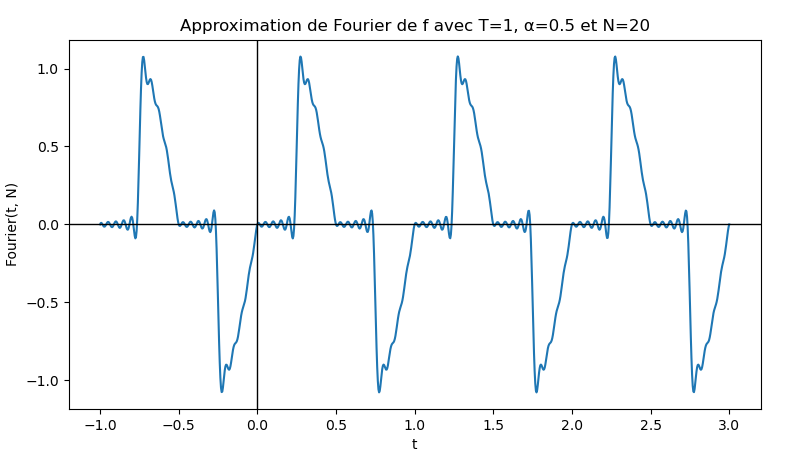 Approximation de Fourier de f avec T=1, α=0.5 et N=20
1.0
0.5
0.0
−0.5
−1.0
Fourier(t, N)
−1.0 −0.5 0.0 0.5 1.0 1.5 2.0 2.5 3.0
t